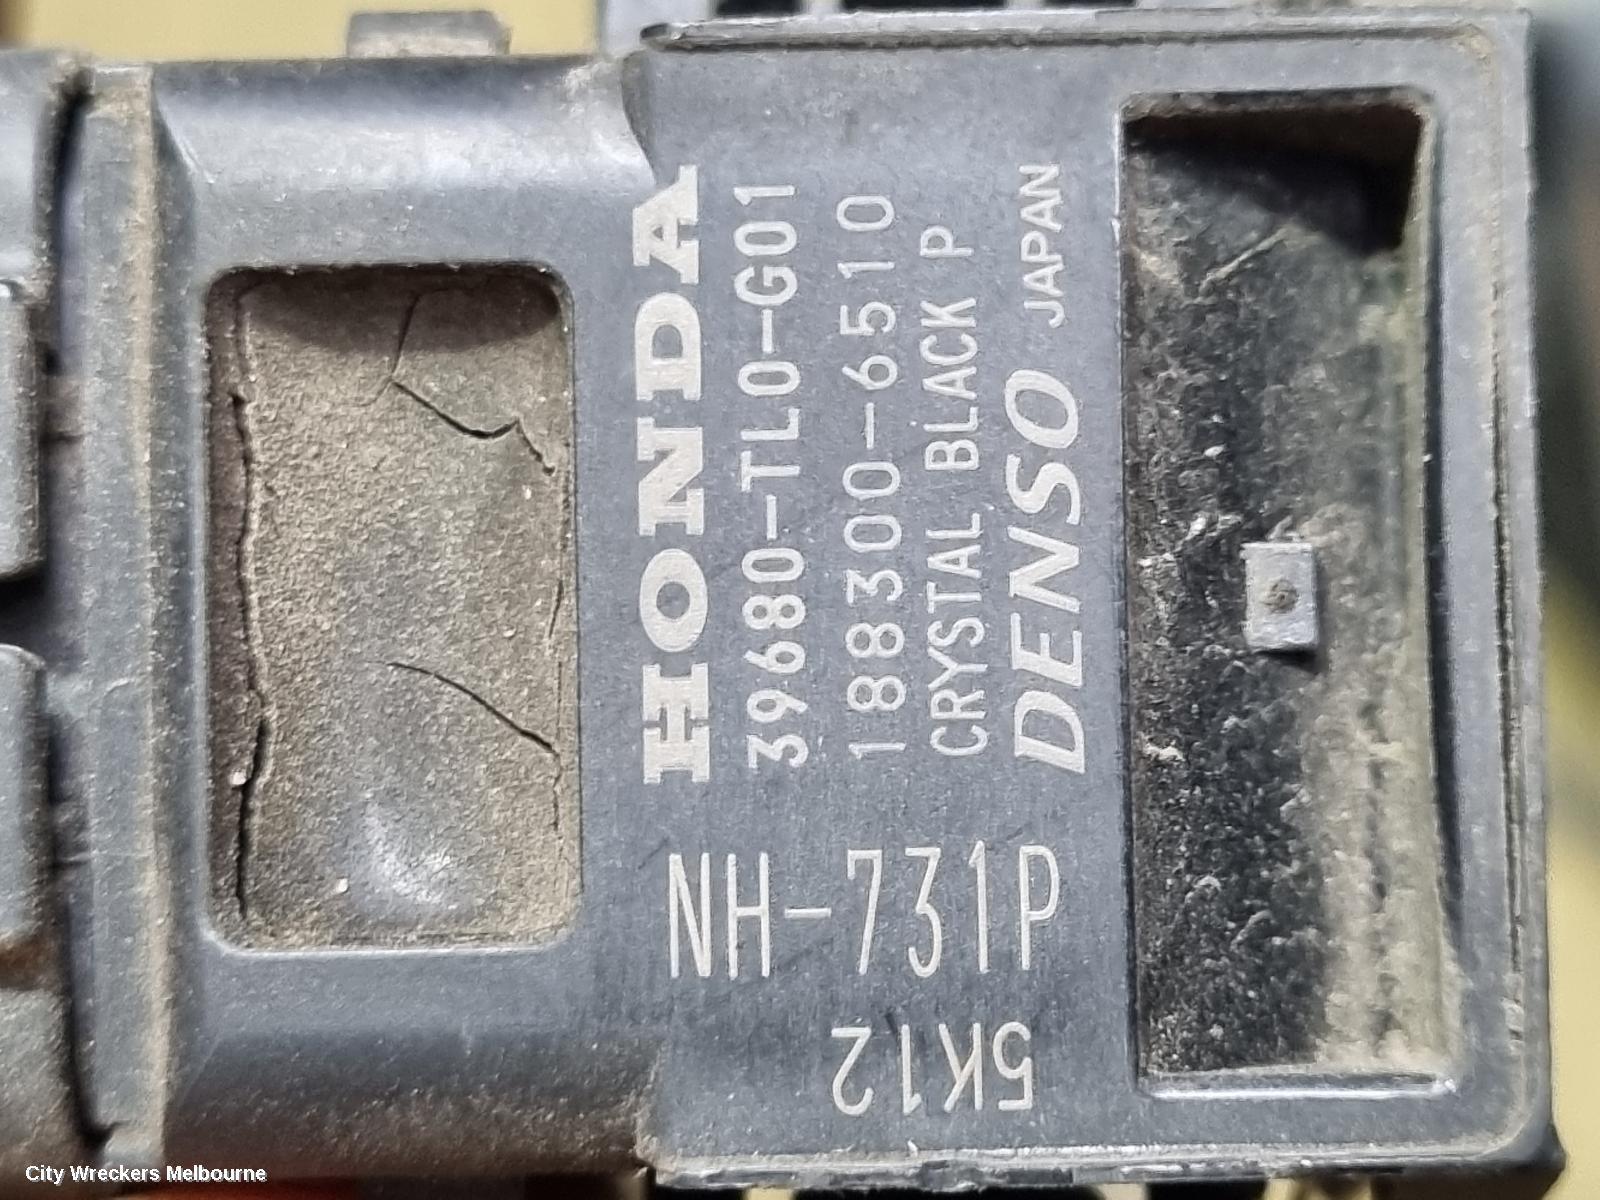 HONDA
39680-TL0-G01
188300-6510
CRYSTAL BLACK P
DENSO JAPAN
NH-731P
5K12
City Wreckers Melbourne